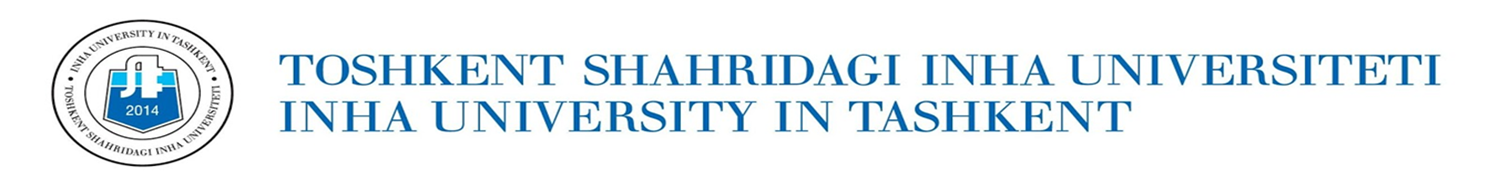 INHA UNIVERSITY IN TASHKENT
2014
TOSHKENT SHAHRIDAGI INHA UNIVERSITETI
TOSHKENT SHAHRIDAGI INHA UNIVERSITETI
INHA UNIVERSITY IN TASHKENT